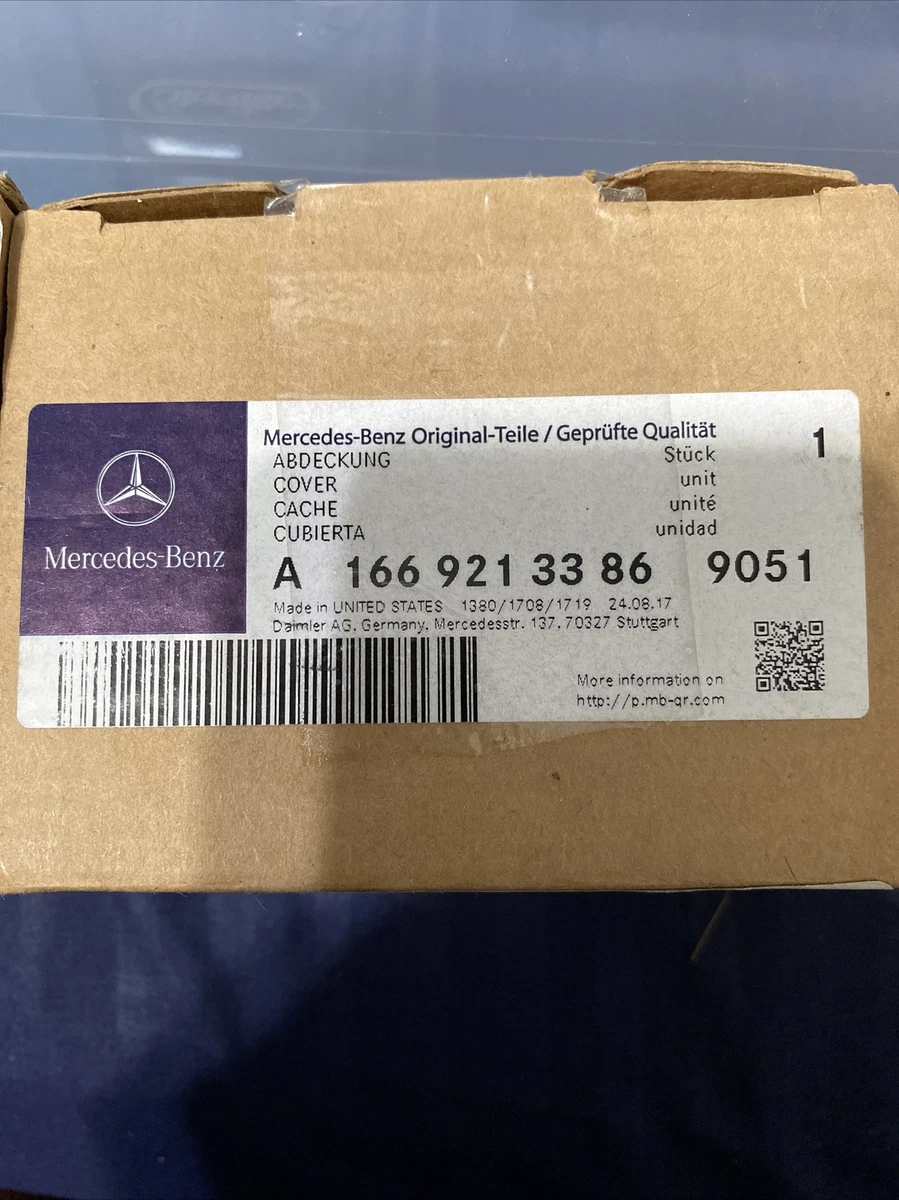 Mercedes-Benz
Mercedes-Benz Original-Teile / Geprüfte Qualität
1
ABDECKUNG Stück
COVER unit
CACHE unité
CUBIERTA unidad
A 166 921 33 86 9051
Made in UNITED STATES 1380/1708/1719 24.08.17
Daimler AG, Germany, Mercedesstr. 137, 70327 Stuttgart
More information on
http://p.mb-qr.com